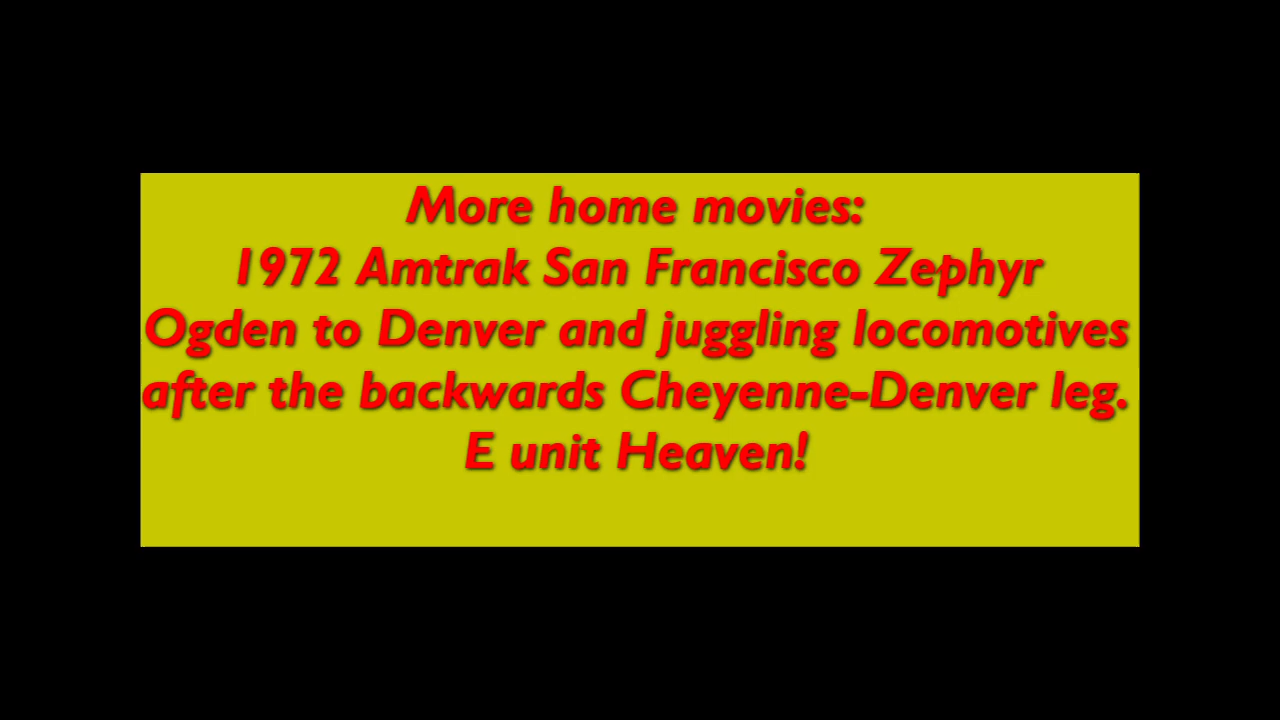 More home movies:
1972 Amtrak San Francisco Zephyr
Ogden to Denver and juggling locomotives
after the backwards Cheyenne-Denver leg.
E unit Heaven!